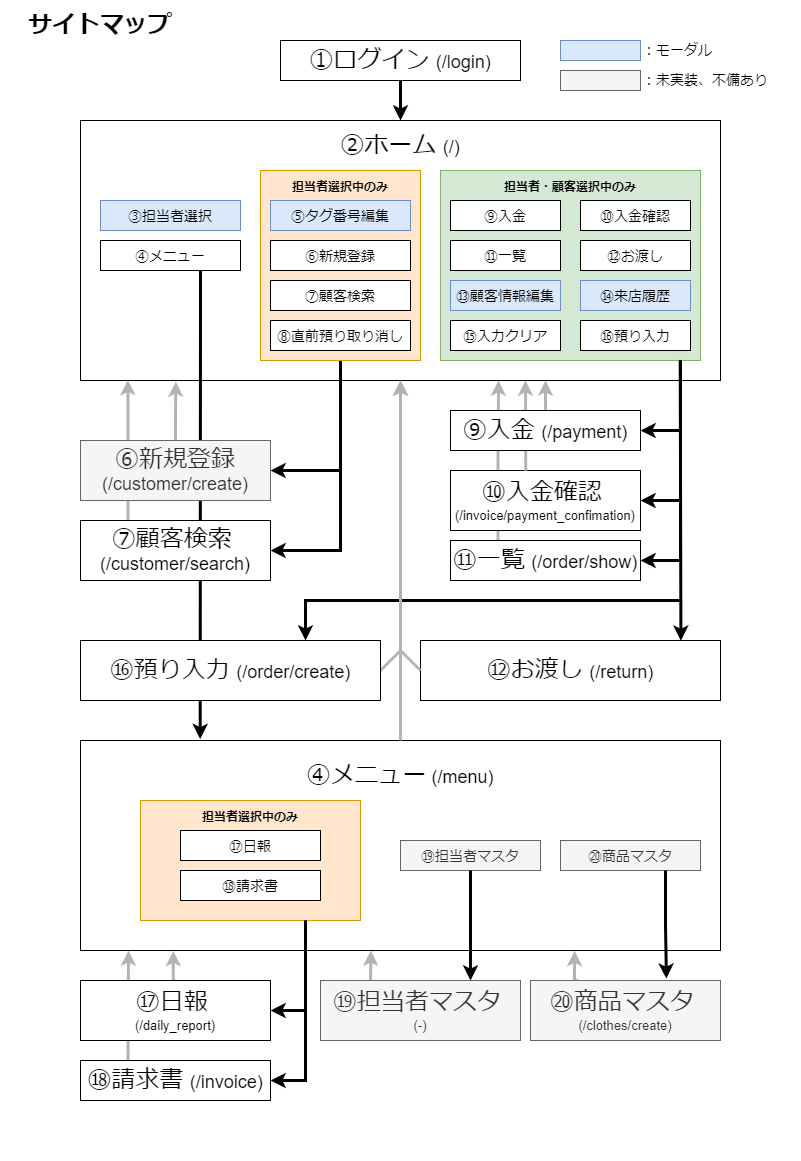 サイトマップ
①ログイン (/login)
：モーダル
：未実装、不備あり
②ホーム (/)
③担当者選択
④メニュー
担当者選択中のみ
⑤タグ番号編集
⑥新規登録
⑦顧客検索
⑧直前預り取り消し
担当者・顧客選択中のみ
⑨入金
⑩入金確認
⑪一覧
⑫お渡し
⑬顧客情報編集
⑭来店履歴
⑮入力クリア
⑯預り入力
⑥新規登録
(/customer/create)
⑦顧客検索
(/customer/search)
⑨入金 (/payment)
⑩入金確認
(/invoice/payment_confimation)
⑪一覧 (/order/show)
⑯預り入力 (/order/create)
⑫お渡し (/return)
④メニュー (/menu)
担当者選択中のみ
⑰日報
⑱請求書
⑲担当者マスタ
⑳商品マスタ
⑰日報
(/daily_report)
⑱請求書 (/invoice)
⑲担当者マスタ
(-)
⑳商品マスタ
(/clothes/create)